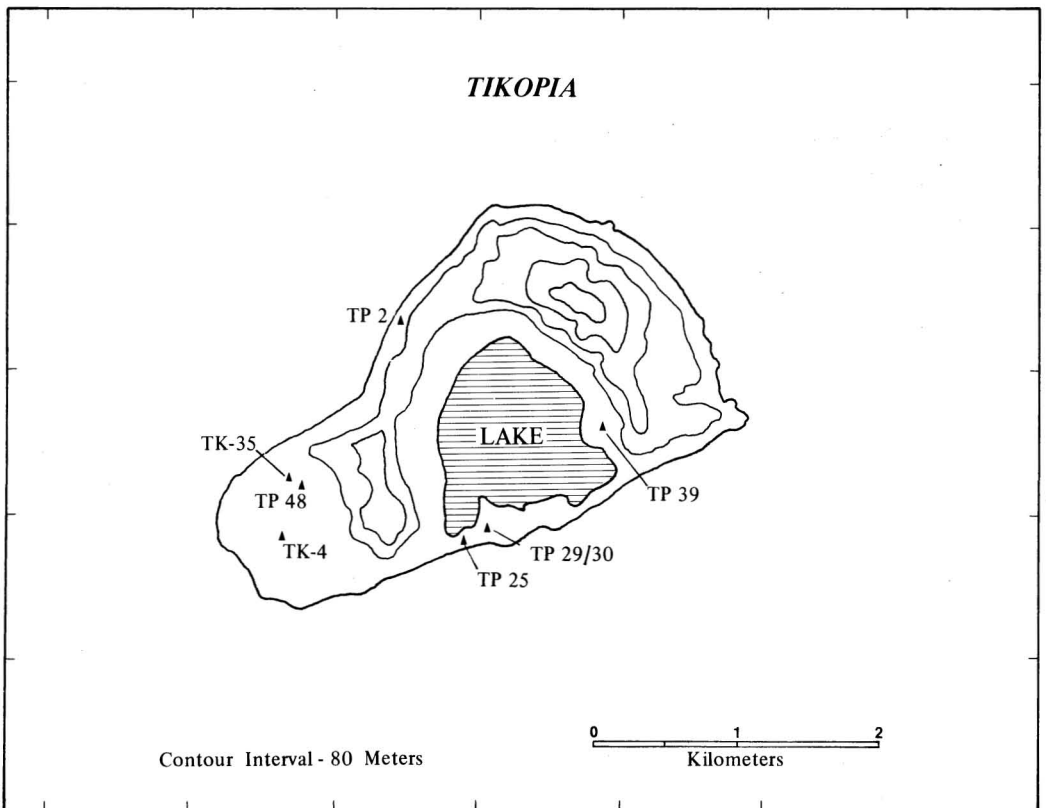 TIKOPIA
TP 2
TK-35
LAKE
TP 48
TP 39
TK-4
TP 29/30
TP 25
0 1 2
Contour Interval - 80 Meters
Kilometers